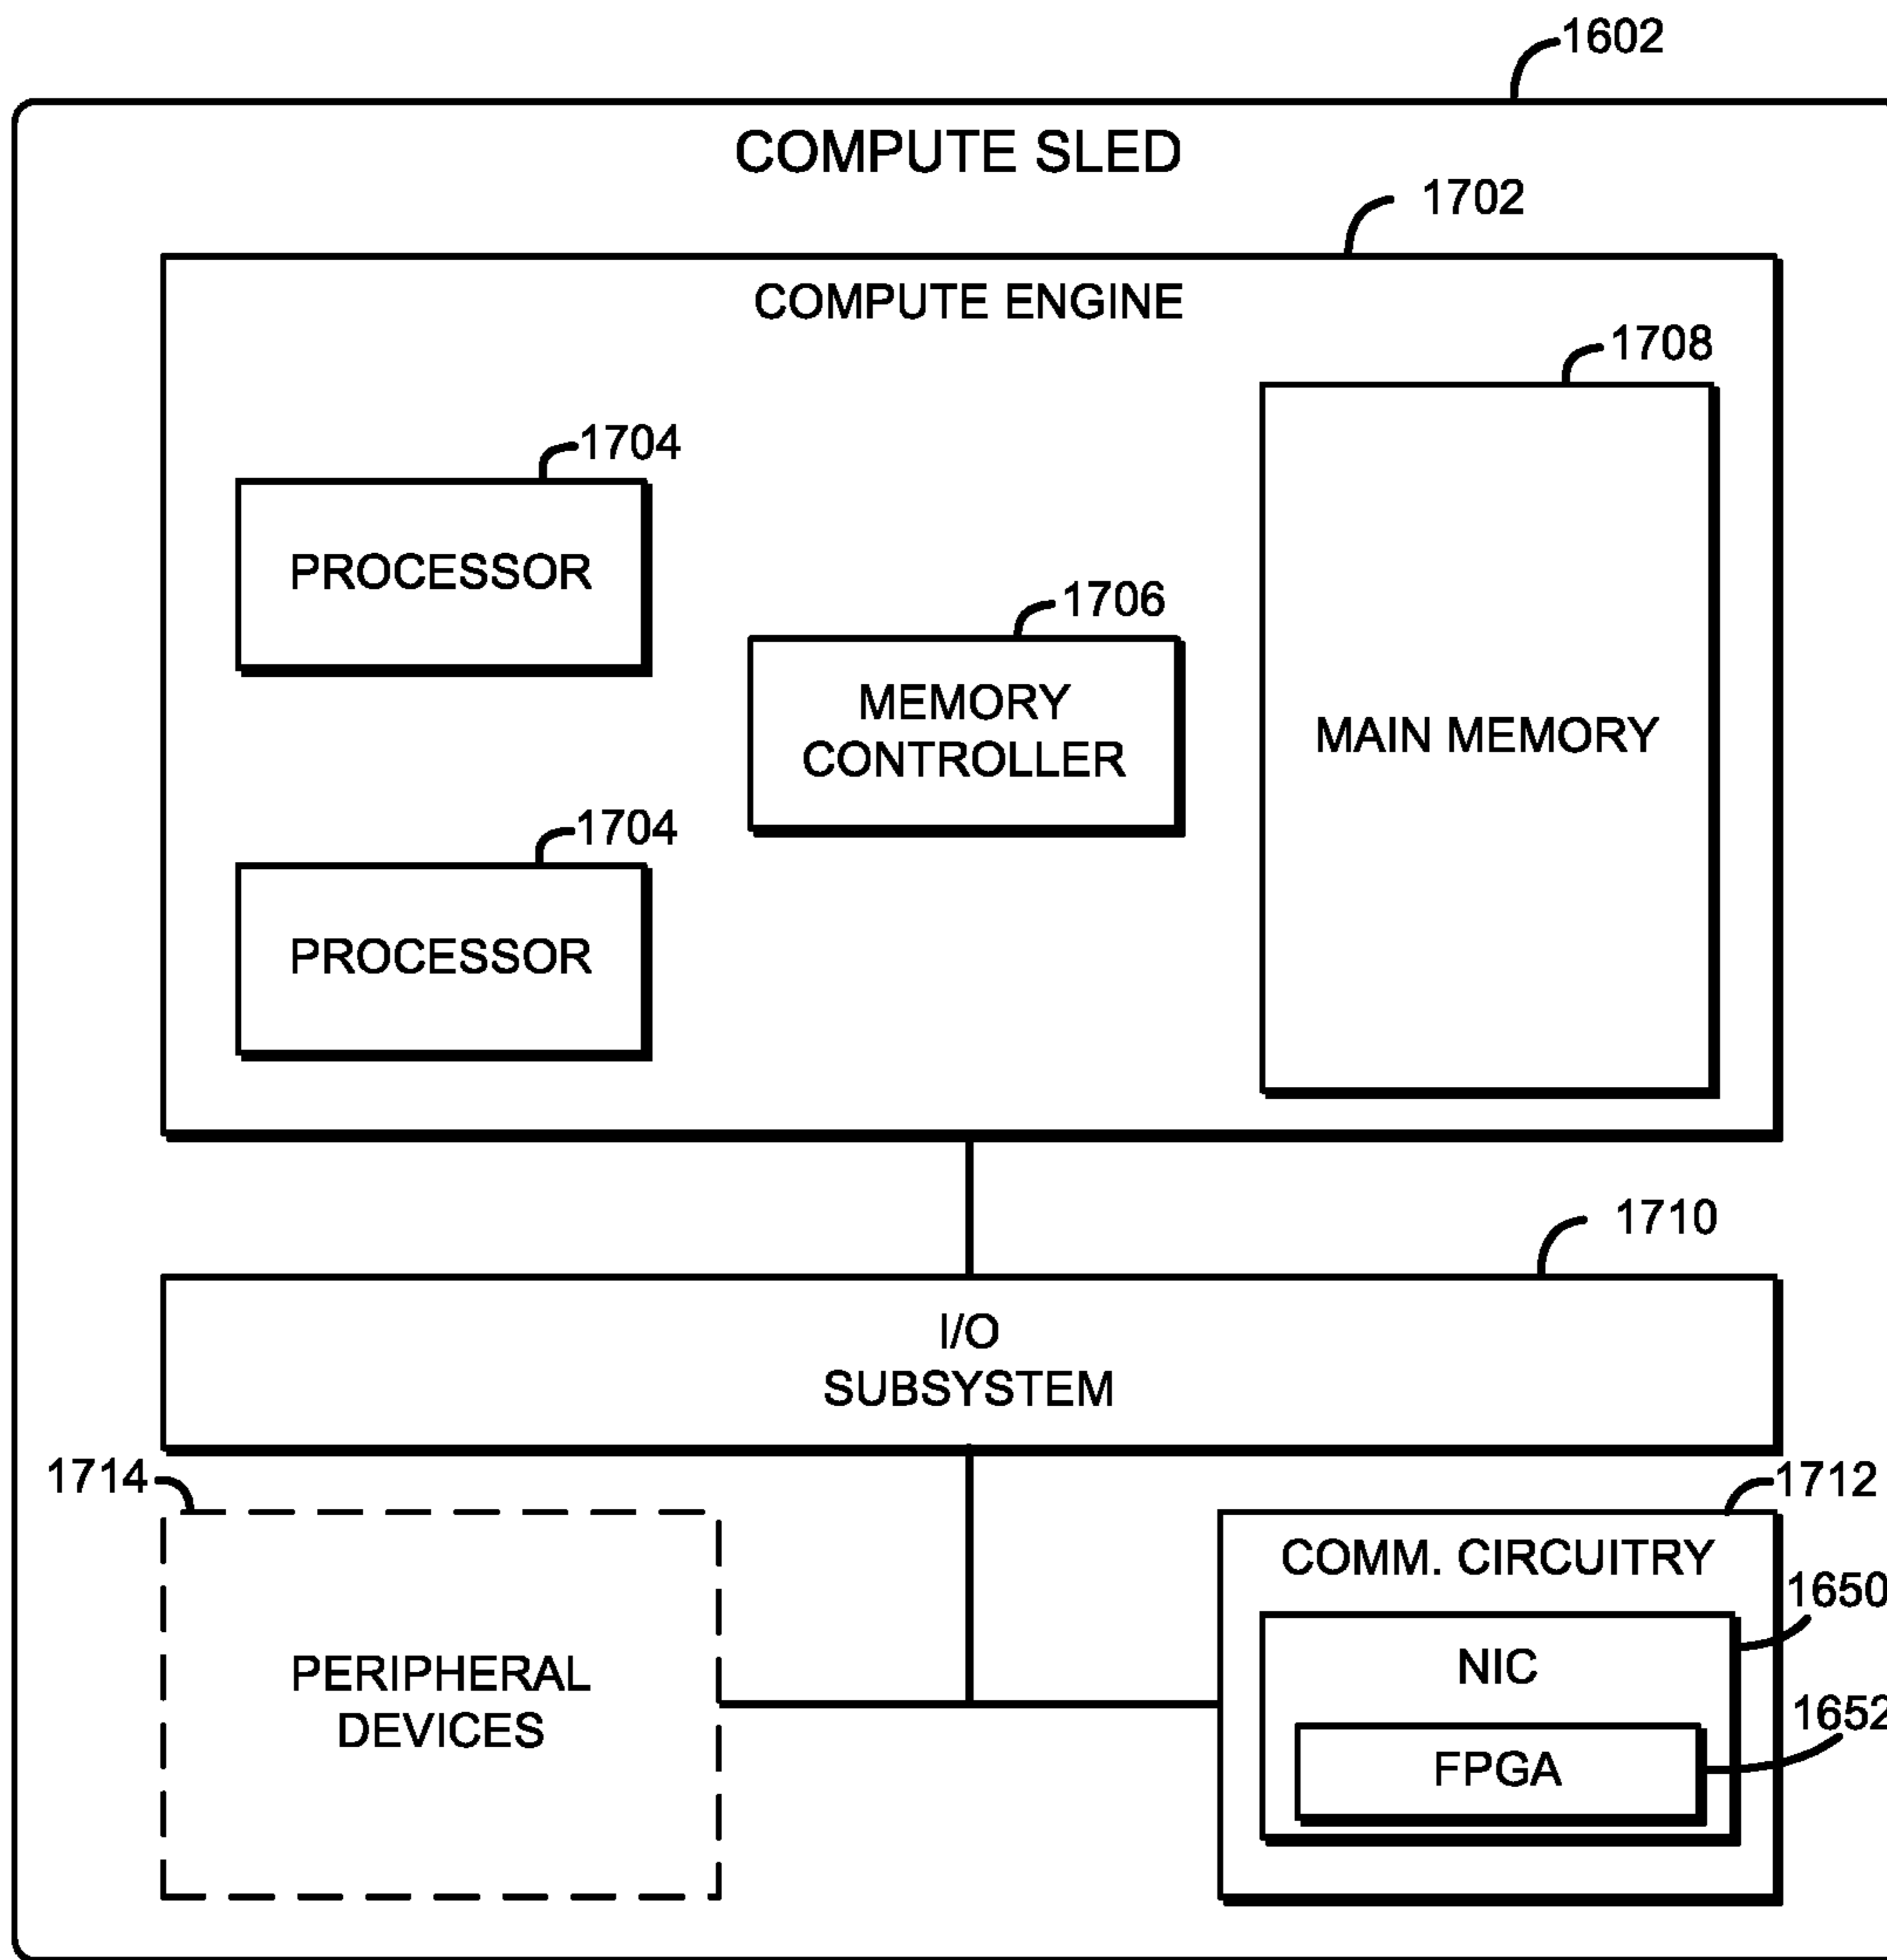 1602
COMPUTE SLED
1702
COMPUTE ENGINE
1708
1704
PROCESSOR
1706
MEMORY
CONTROLLER
MAIN MEMORY
1704
PROCESSOR
1710
I/O
SUBSYSTEM
1714
1712
COMM. CIRCUITRY
1650
NIC
PERIPHERAL
DEVICES
1652
FPGA